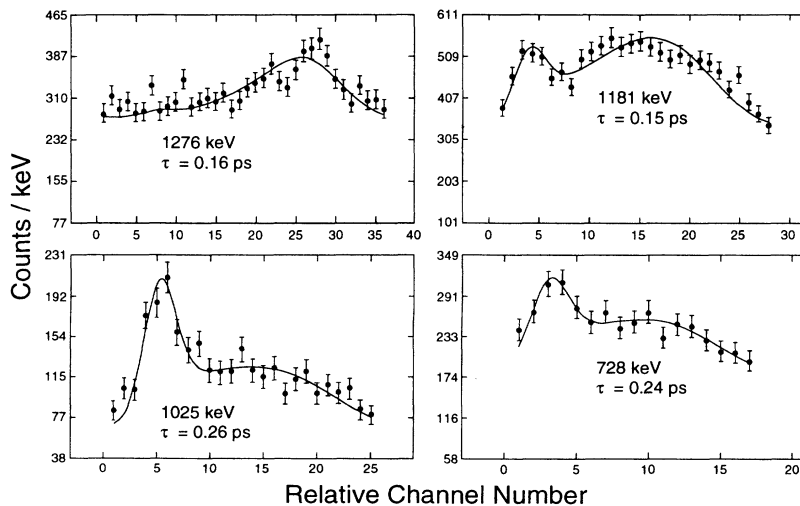 Counts / keV
465
387
310
232
155
77
0 5 10 15 20 25 30 35 40
1276 keV
τ = 0.16 ps
611
509
407
305
203
101
0 5 10 15 20 25 30
1181 keV
τ = 0.15 ps
231
192
154
115
77
38
0 5 10 15 20 25
1025 keV
τ = 0.26 ps
349
291
233
174
116
58
0 5 10 15 20
728 keV
τ = 0.24 ps
Relative Channel Number